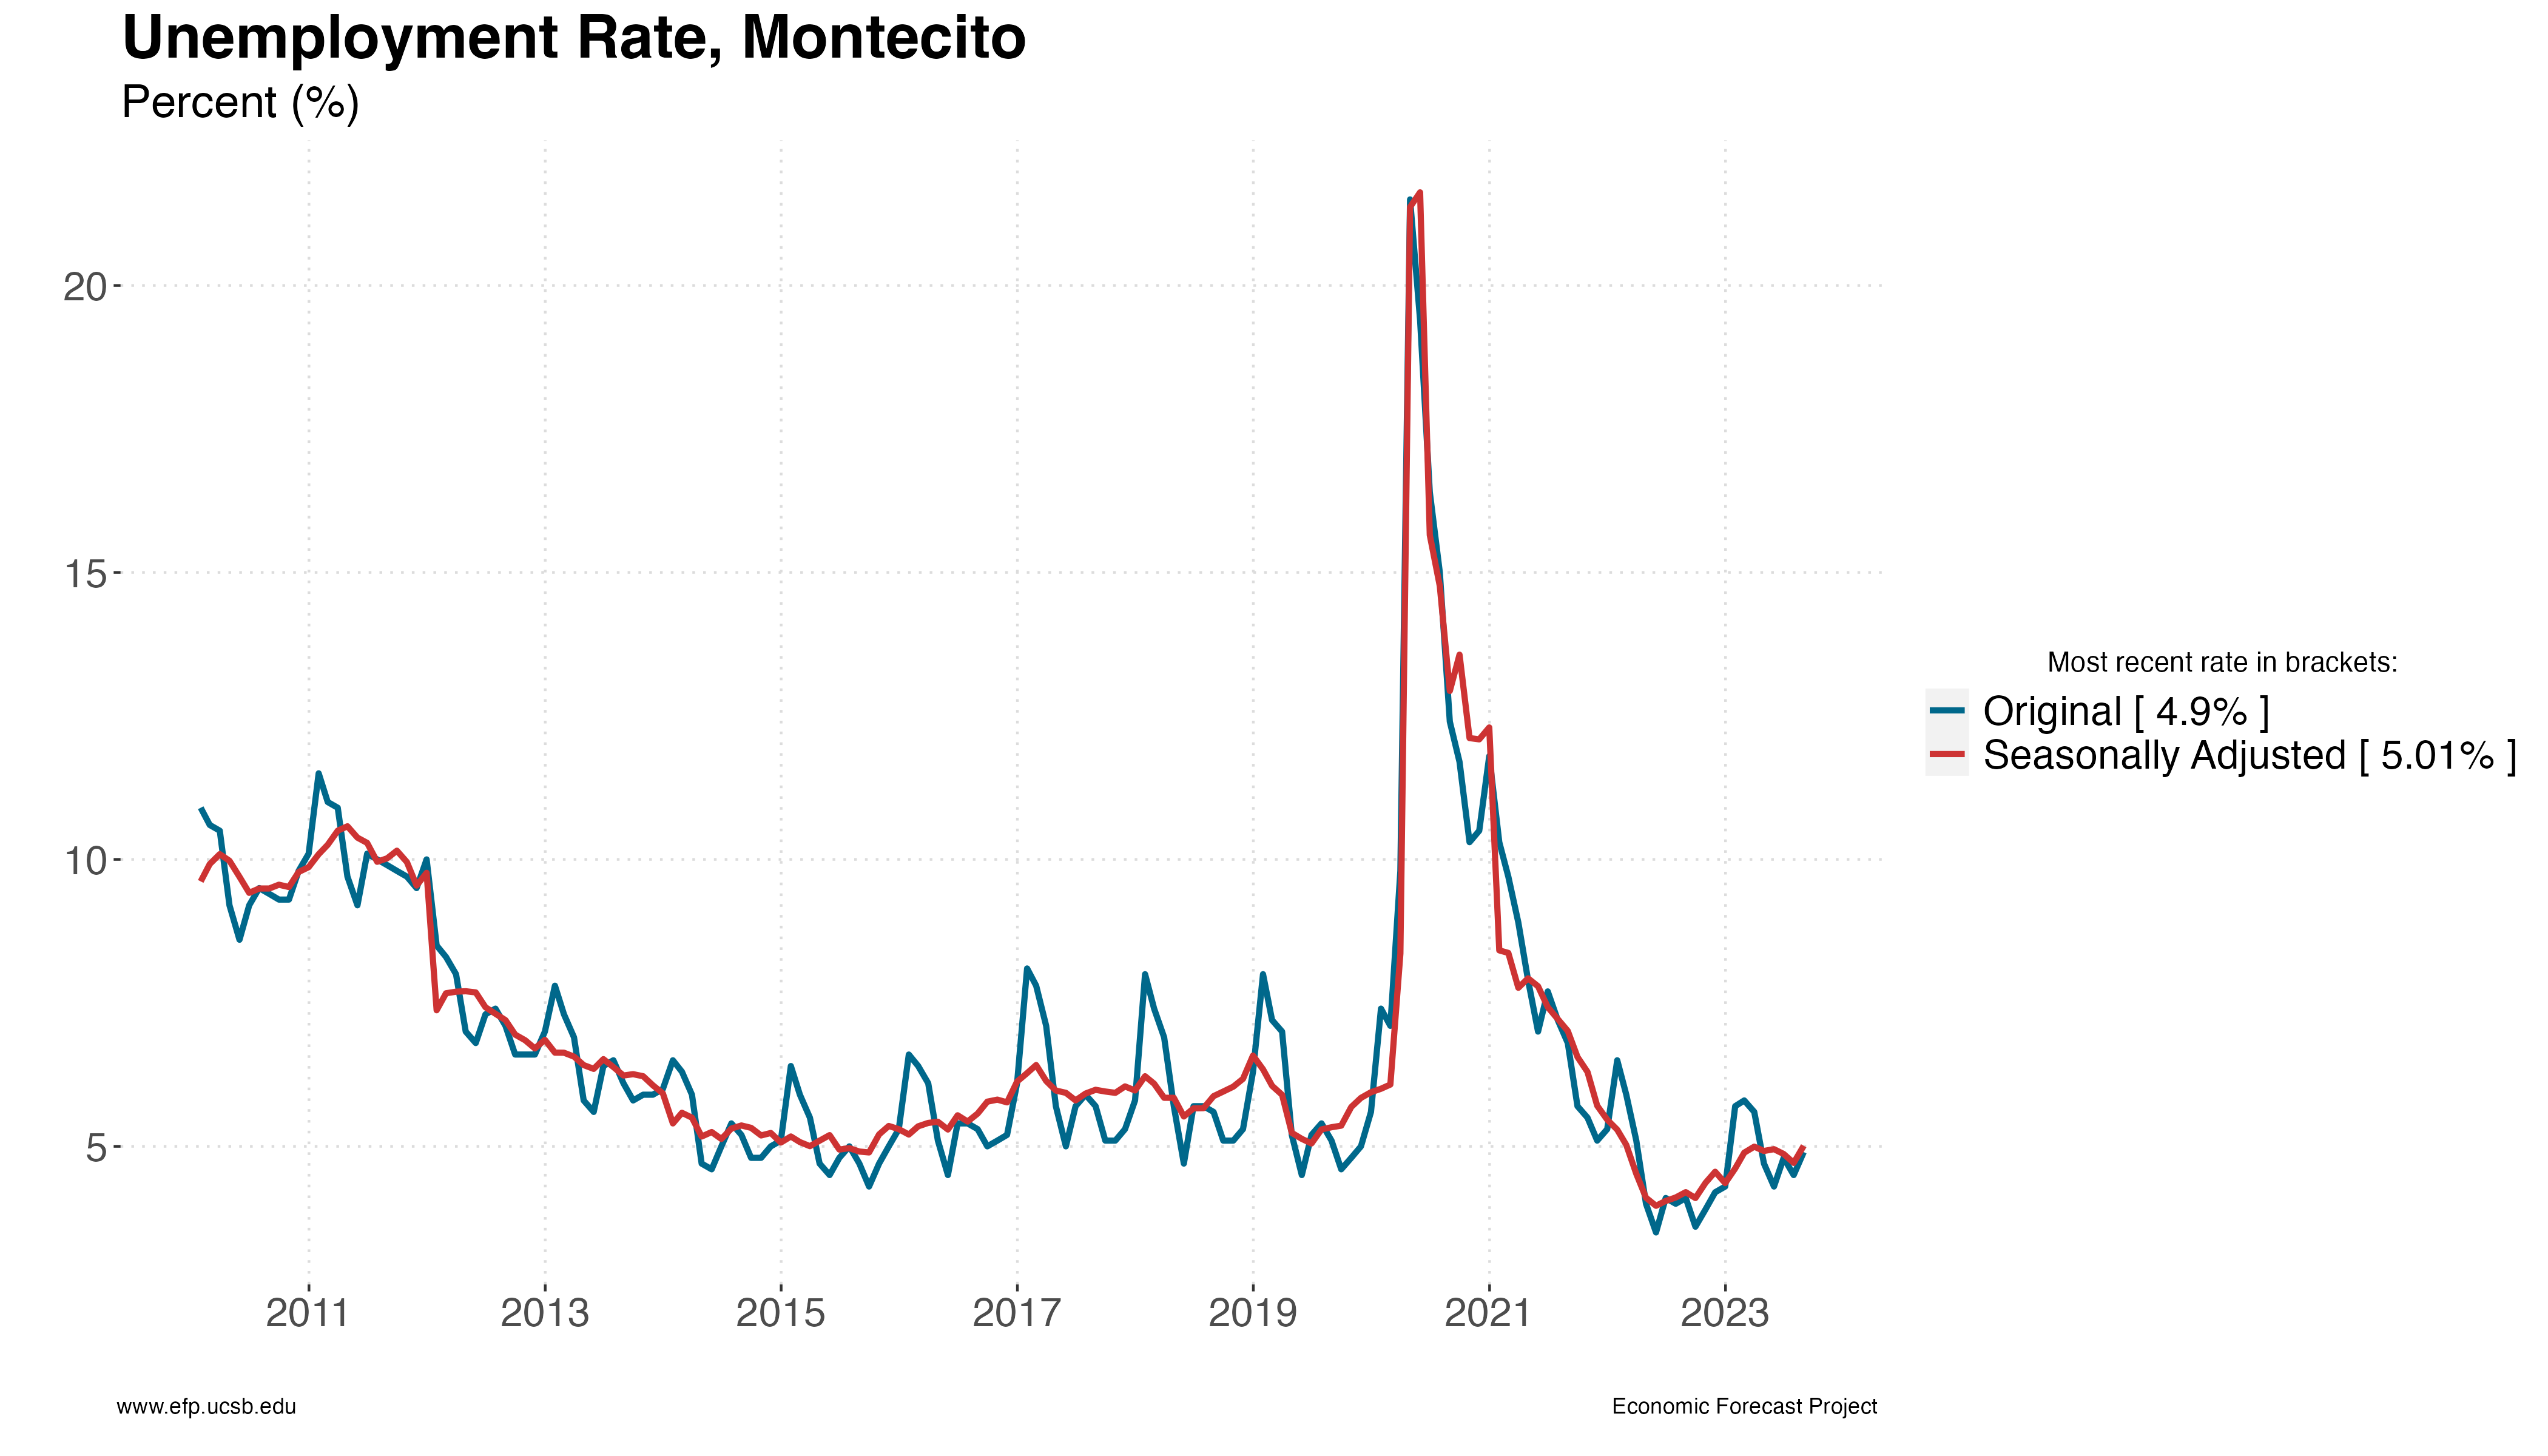 Unemployment Rate, Montecito
Percent (%)
20
15
10
5
2011 2013 2015 2017 2019 2021 2023
Most recent rate in brackets:
Original [ 4.9% ]
Seasonally Adjusted [ 5.01% ]
www.efp.ucsb.edu
Economic Forecast Project